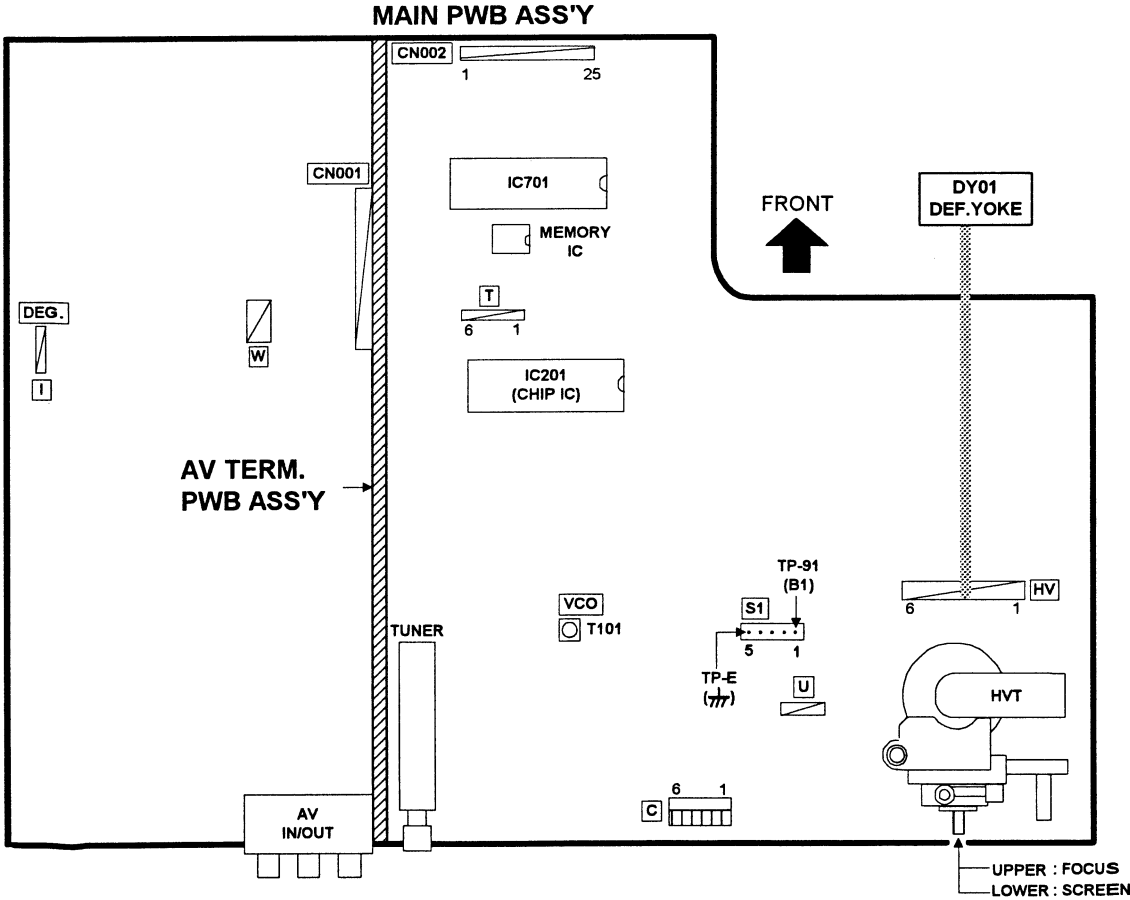 MAIN PWB ASS'Y
CN002
1 25
CN001
IC701
MEMORY
IC
FRONT
DY01
DEF.YOKE
DEG.
I
W
T
6 1
IC201
(CHIP IC)
AV TERM.
PWB ASS'Y
TP-91
(B1)
HV
6 1
VCO
T101
S1
5 1
TUNER
TP-E
(
)
U
HVT
6 1
C
AV
IN/OUT
UPPER : FOCUS
LOWER : SCREEN